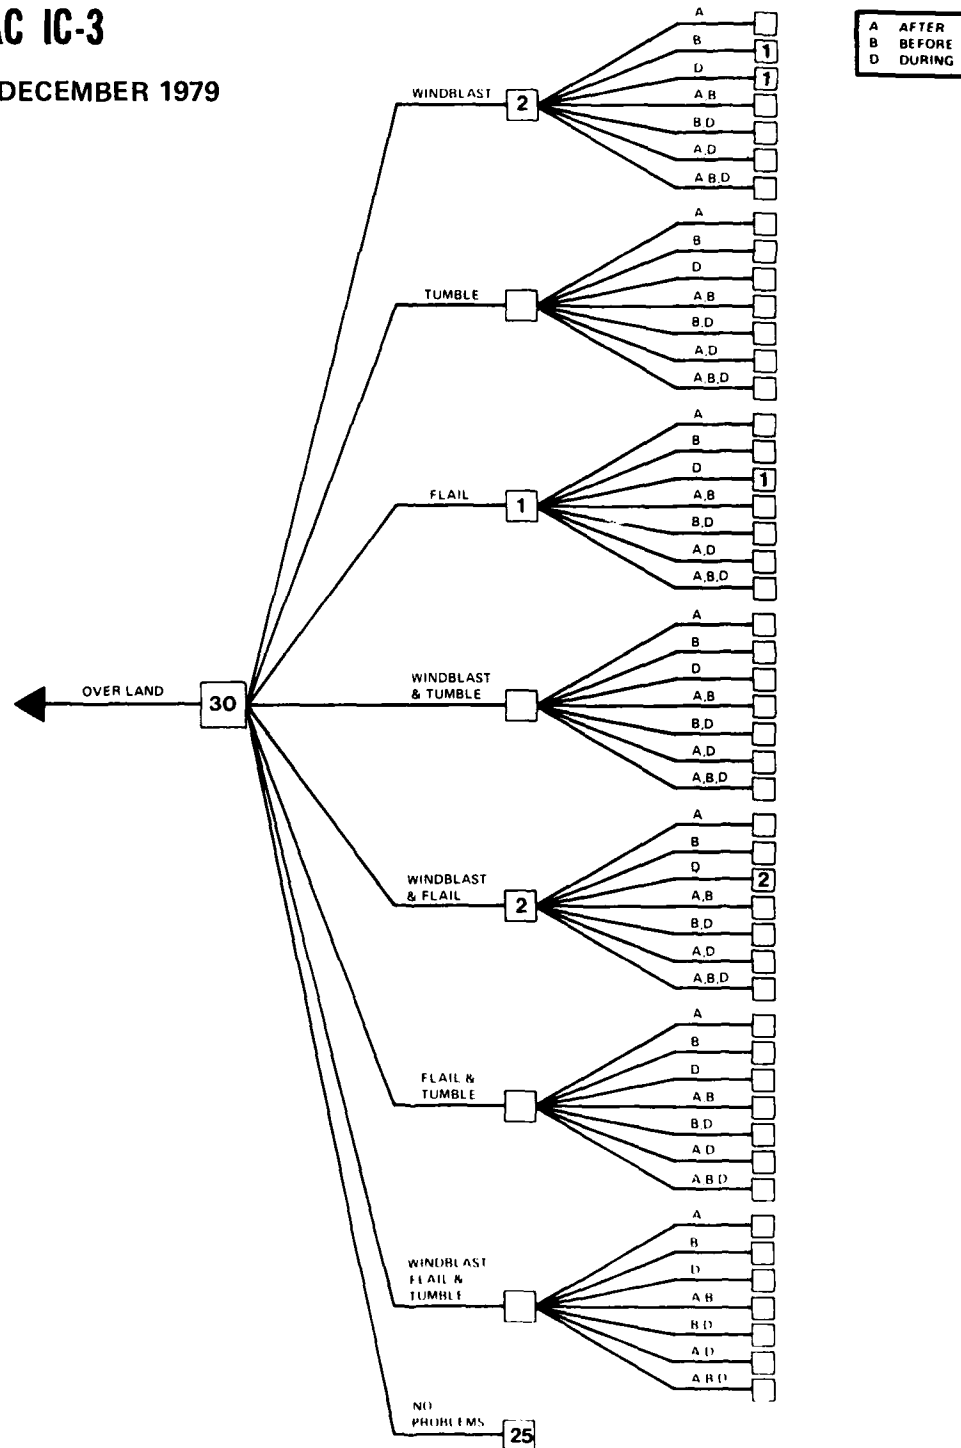 AC IC-3
DECEMBER 1979
A AFTER
B BEFORE
D DURING
OVER LAND
30
WINDBLAST
2
A
B
1
D
1
A B
B D
A,D
A B,D
TUMBLE
A
B
D
A,B
B,D
A,D
A,B,D
FLAIL
1
A
B
D
1
A,B
B,D
A,D
A,B,D
WINDBLAST
& TUMBLE
A
B
D
A,B
B,D
A,D
A,B,D
WINDBLAST
& FLAIL
2
A
B
D
2
A,B
B,D
A,D
A,B,D
FLAIL &
TUMBLE
A
B
D
A B
B,D
A D
A B D
WINDBLAST
FLAIL &
TUMBLE
A
B
D
A B
B D
A D
A B D
NO
PROBLEMS
25